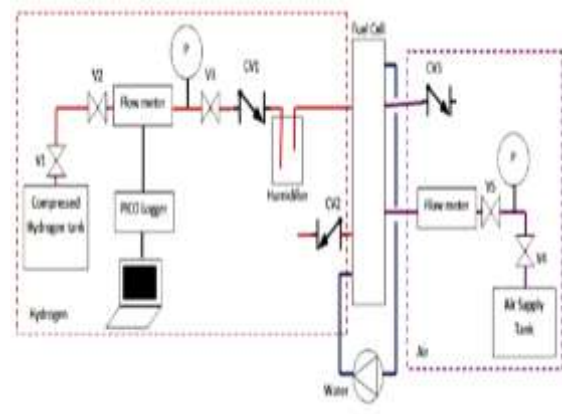 Fuel Cell
P
CV1
CV3
V2
V3
Flow meter
P
V1
Humidifier
V5
Compressed
Hydrogen tank
PICO Logger
CV2
Flow meter
V4
Air Supply
Tank
Hydrogen
Air
Water